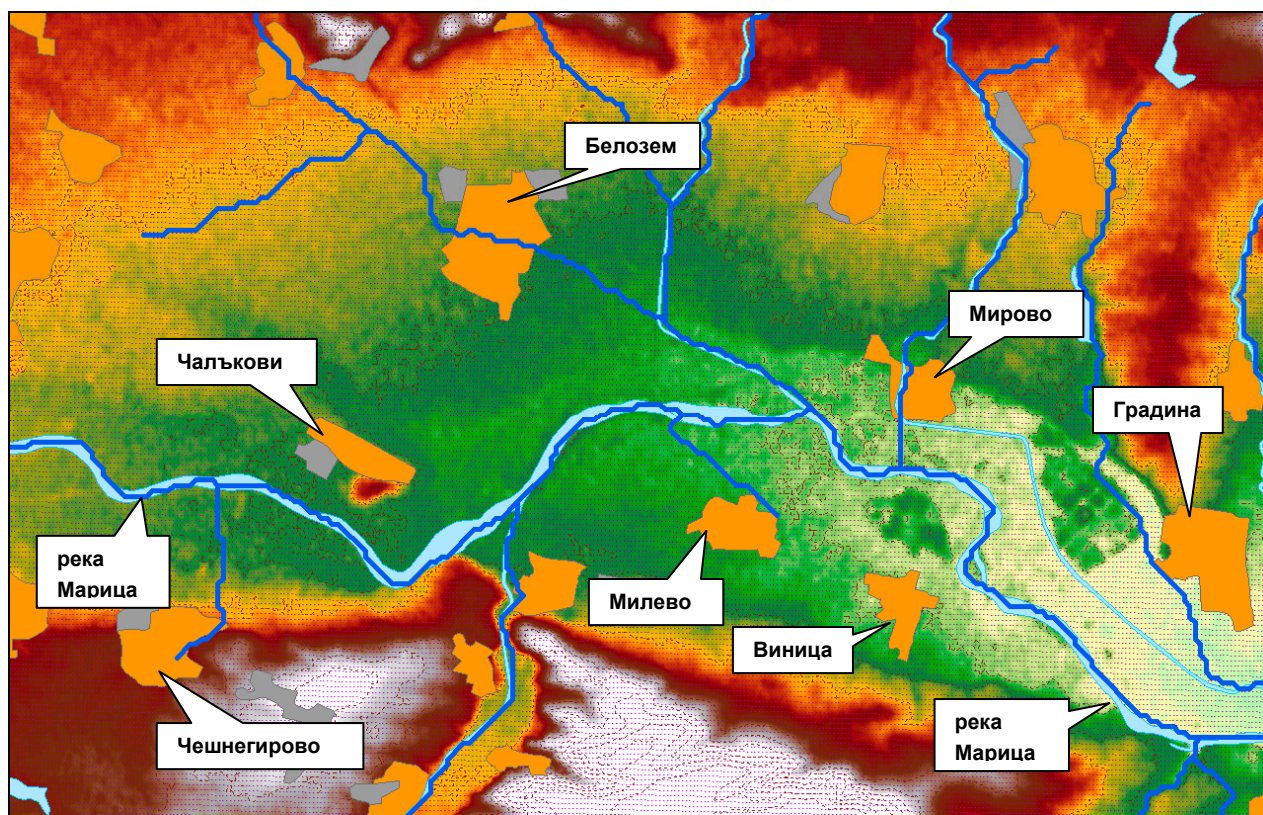 Белозем
Мирово
Чалъкови
Градина
река
Марица
Милево
Виница
река
Марица
Чешнегирово